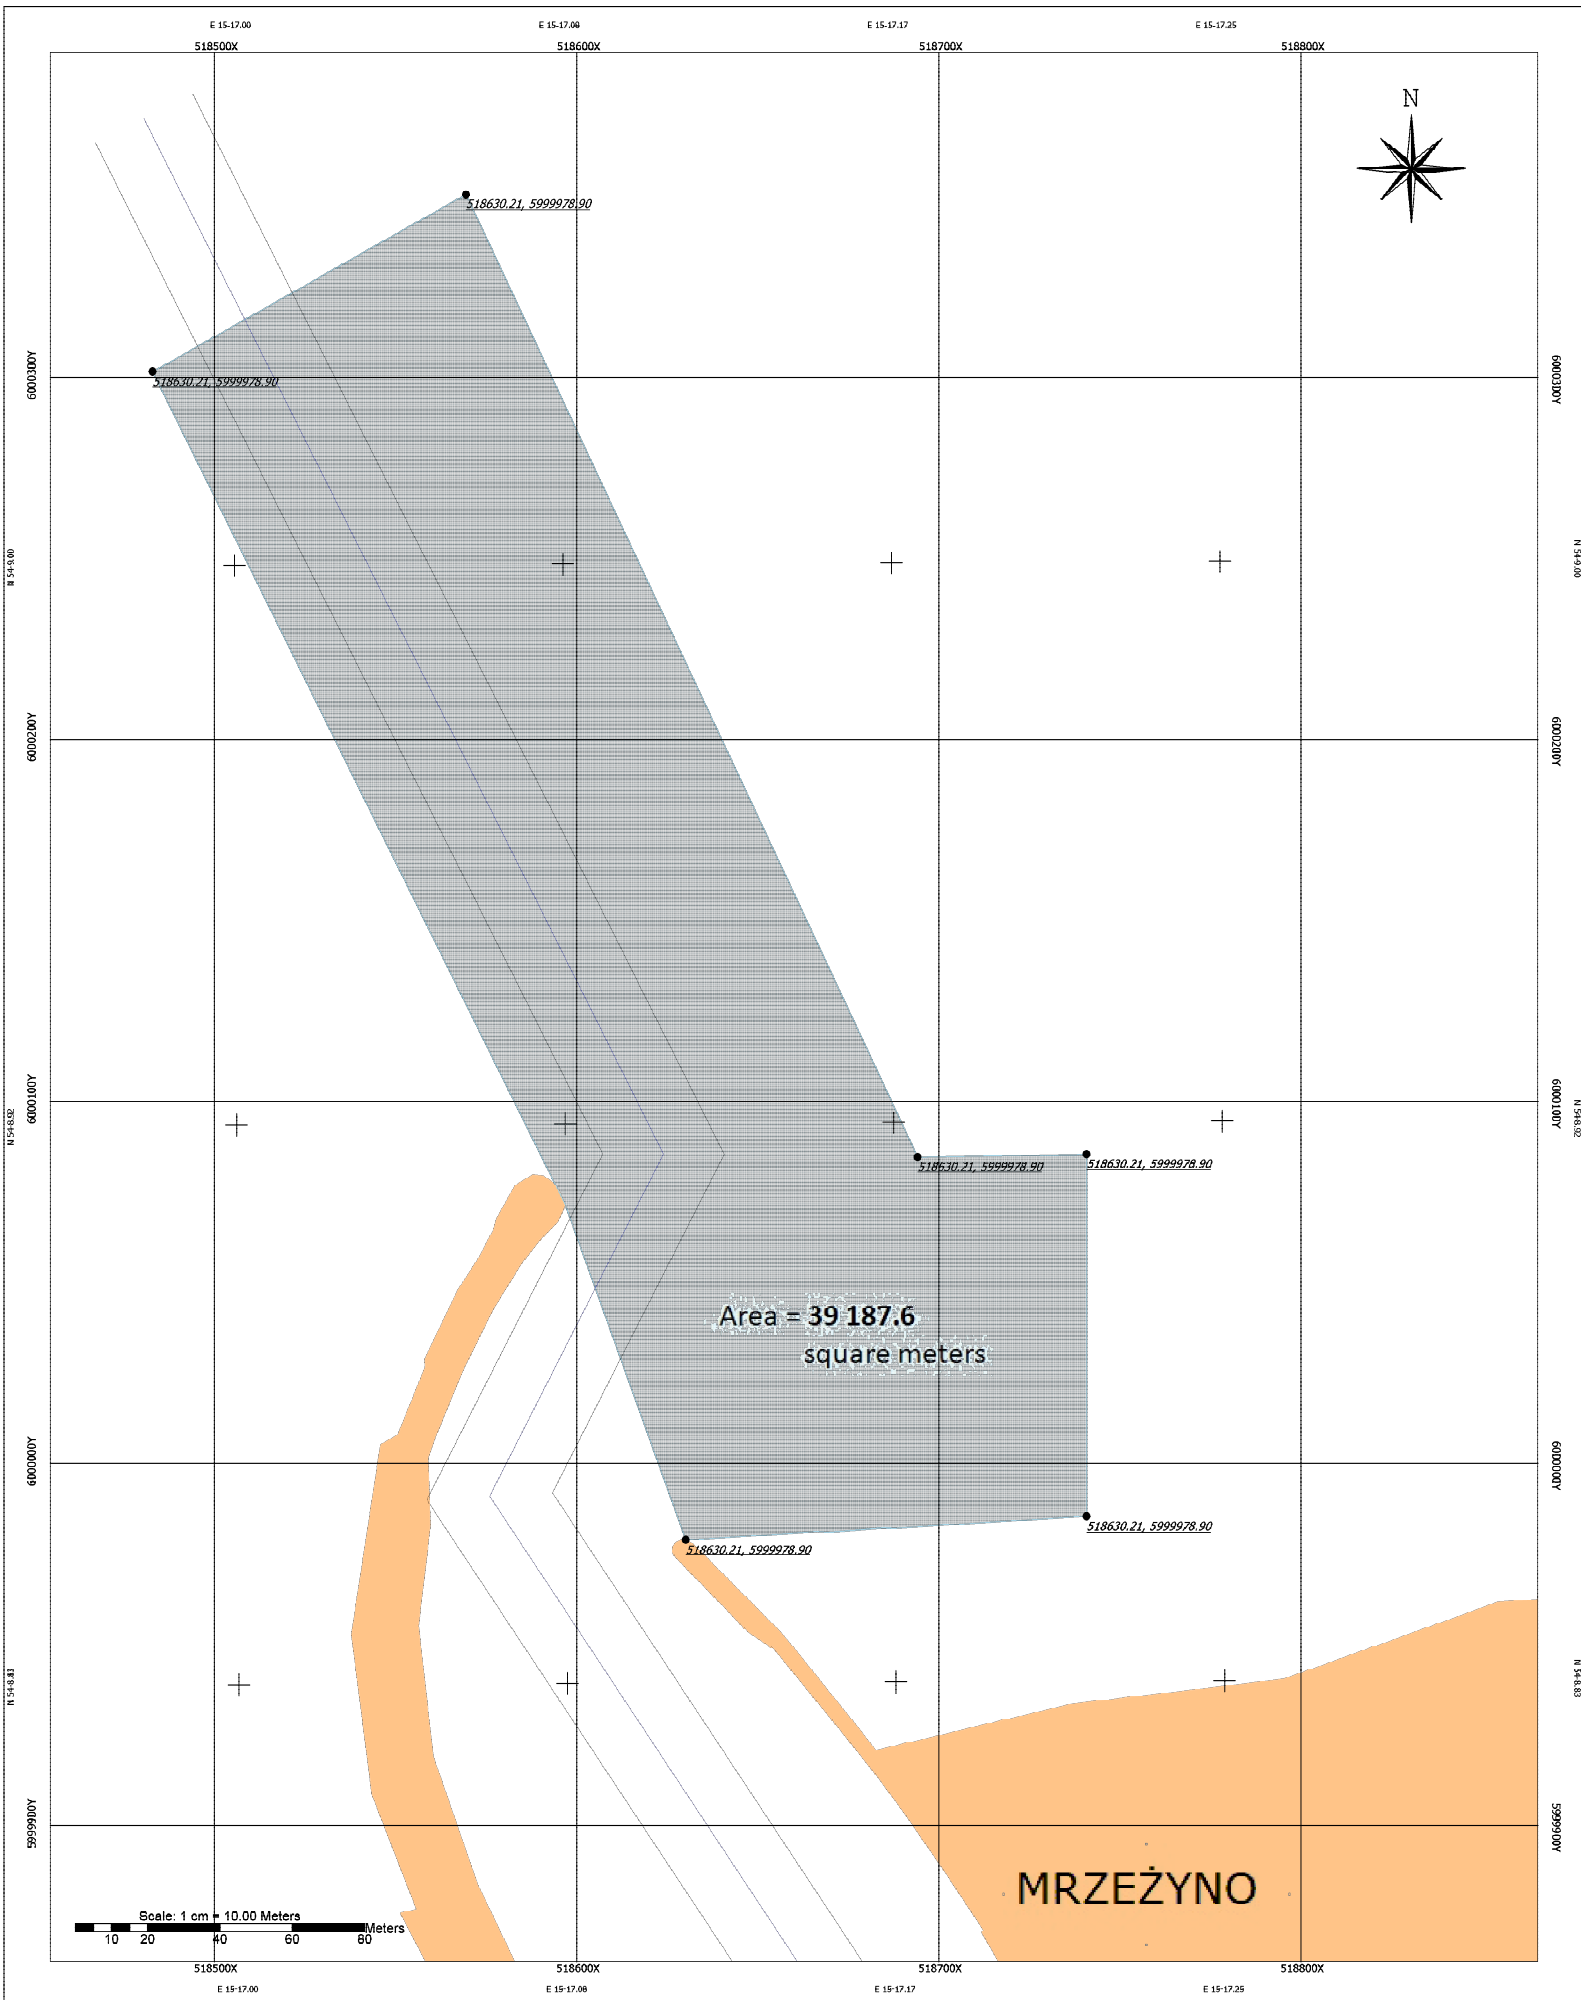 E 15-17.00 E 15-17.08 E 15-17.17 E 15-17.25
518500X 518600X 518700X 518800X
N
518630.21, 5999978.90
6000300Y 6000300Y
518630.21, 5999978.90
N 54-9.00 N 54-9.00
6000200Y 6000200Y
6000100Y 6000100Y
N 54-8.92 N 54-8.92
518630.21, 5999978.90 518630.21, 5999978.90
Area = 39 187.6
square meters
6000000Y 6000000Y
518630.21, 5999978.90
518630.21, 5999978.90
N 54-8.83 N 54-8.83
5999900Y 5999900Y
MRZEŻYNO
Scale: 1 cm = 10.00 Meters
Meters
10 20 40 60 80
518500X 518600X 518700X 518800X
E 15-17.00 E 15-17.08 E 15-17.17 E 15-17.25